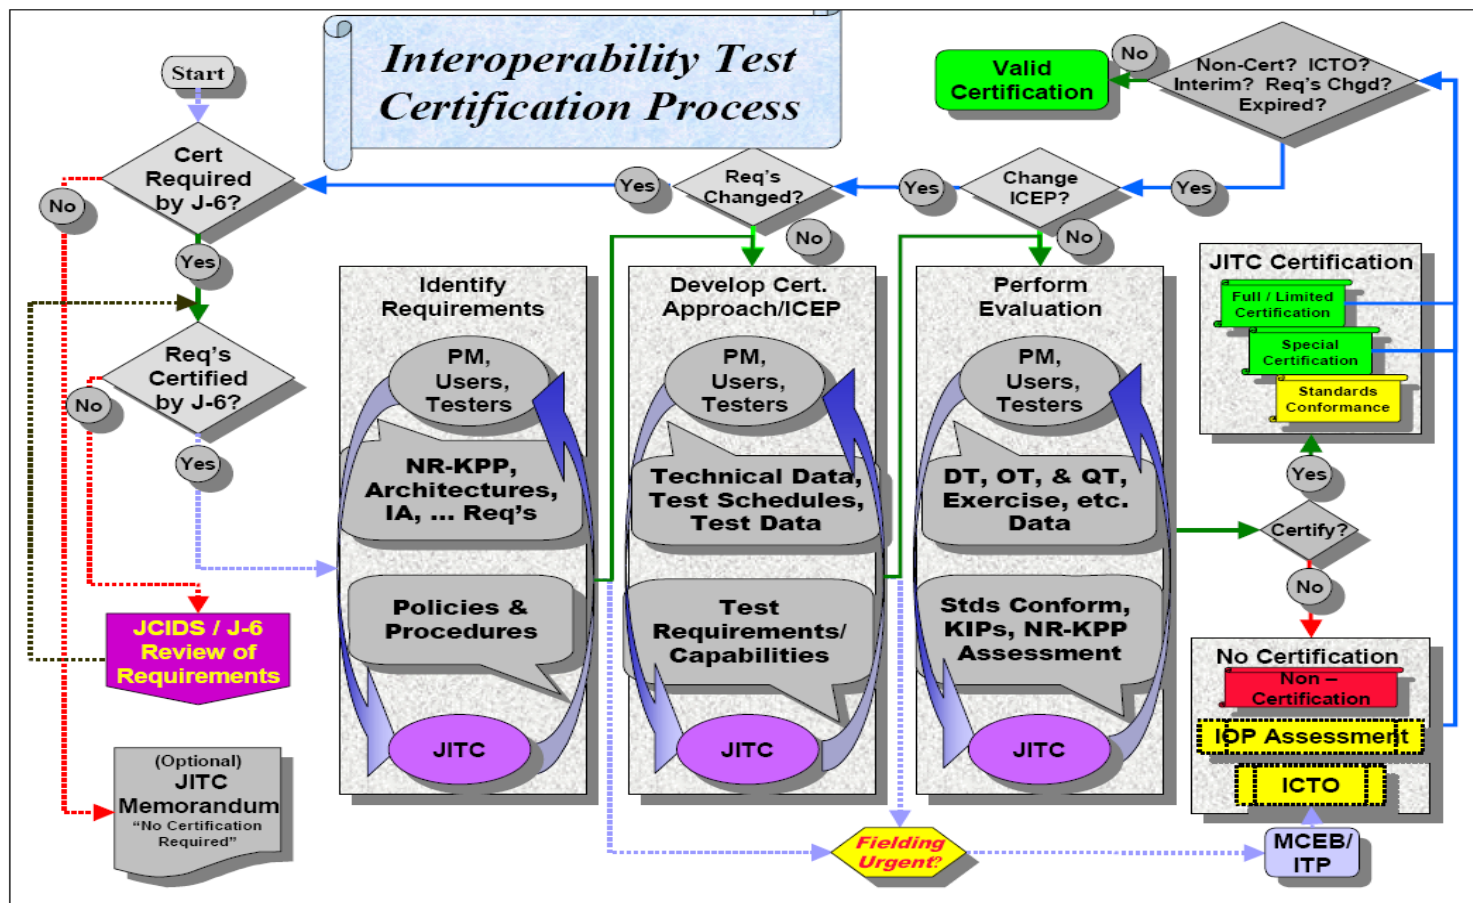 Interoperability Test
Certification Process
Start
Cert
Required
by J-6?
No
Yes
Req's
Certified
by J-6?
No
Yes
JCIDS / J-6
Review of
Requirements
(Optional)
JITC
Memorandum
"No Certification
Required"
Yes
Req's
Changed?
No
Yes
Change
ICEP?
No
Yes
Non-Cert? ICTO?
Interim? Req's Chgd?
Expired?
No
Valid
Certification
Identify
Requirements
PM,
Users,
Testers
NR-KPP,
Architectures,
IA, ... Req's
Policies &
Procedures
JITC
Develop Cert.
Approach/ICEP
PM,
Users,
Testers
Technical Data,
Test Schedules,
Test Data
Test
Requirements/
Capabilities
JITC
Perform
Evaluation
PM,
Users,
Testers
DT, OT, & QT,
Exercise, etc.
Data
Stds Conform,
KIPs, NR-KPP
Assessment
JITC
JITC Certification
Full / Limited
Certification
Special
Certification
Standards
Conformance
Yes
Certify?
No
No Certification
Non –
Certification
IOP Assessment
ICTO
Fielding
Urgent?
MCEB/
ITP